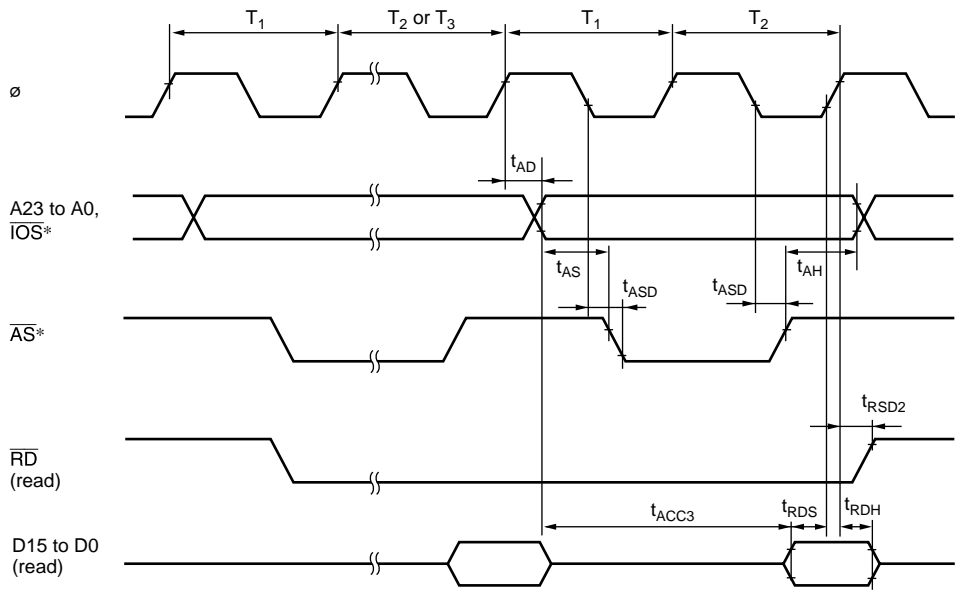 T1 T2 or T3 T1 T2
ø
tAD
A23 to A0,
IOS*
tAS tAH
tASD tASD
AS*
tRSD2
RD
(read)
tACC3 tRDS tRDH
D15 to D0
(read)